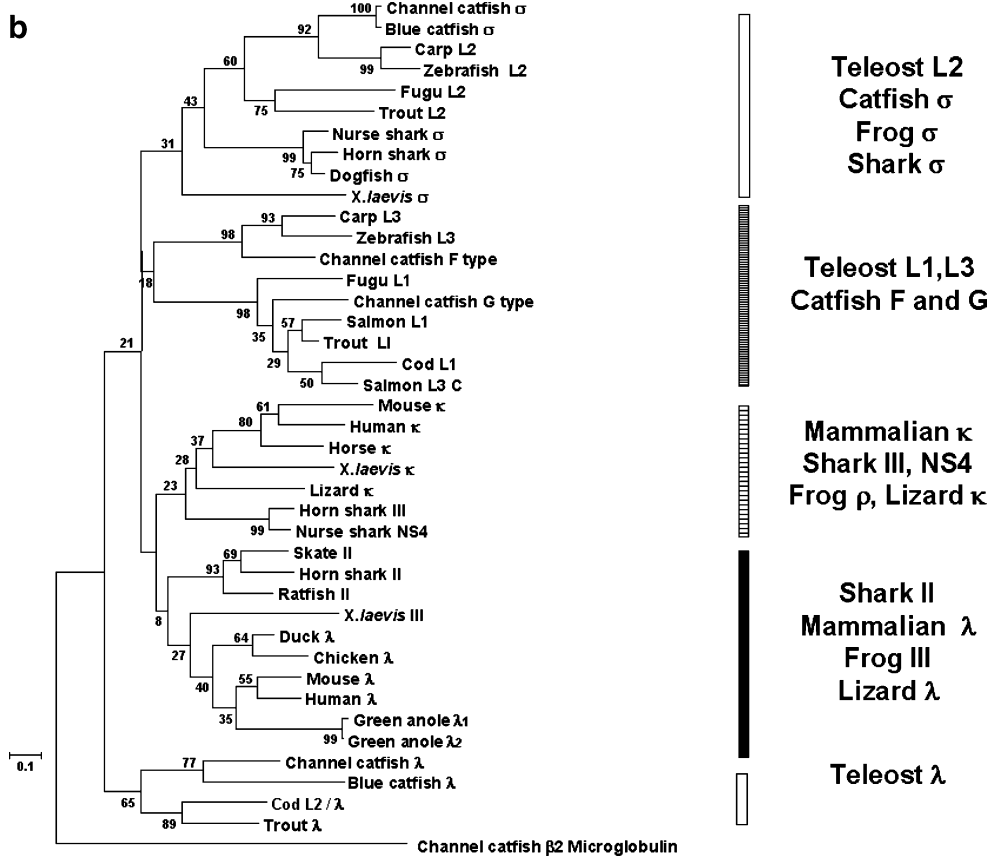 b
100
Channel catfish σ
Blue catfish σ
92
Carp L2
99
Zebrafish L2
60
Fugu L2
75
Trout L2
43
Nurse shark σ
99
Horn shark σ
75
Dogfish σ
31
X.laevis σ
93
Carp L3
98
Zebrafish L3
Channel catfish F type
18
Fugu L1
98
Channel catfish G type
35
57
Salmon L1
Trout LI
29
Cod L1
50
Salmon L3 C
21
61
Mouse κ
80
Human κ
37
Horse κ
28
X.laevis κ
23
Lizard κ
Horn shark III
99
Nurse shark NS4
69
Skate II
93
Horn shark II
Ratfish II
8
X.laevis III
27
64
Duck λ
Chicken λ
40
55
Mouse λ
Human λ
35
Green anole λ1
99
Green anole λ2
77
Channel catfish λ
Blue catfish λ
65
Cod L2 / λ
89
Trout λ
Channel catfish β2 Microglobulin
0.1
Teleost L2
Catfish σ
Frog σ
Shark σ
Teleost L1,L3
Catfish F and G
Mammalian κ
Shark III, NS4
Frog ρ, Lizard κ
Shark II
Mammalian λ
Frog III
Lizard λ
Teleost λ